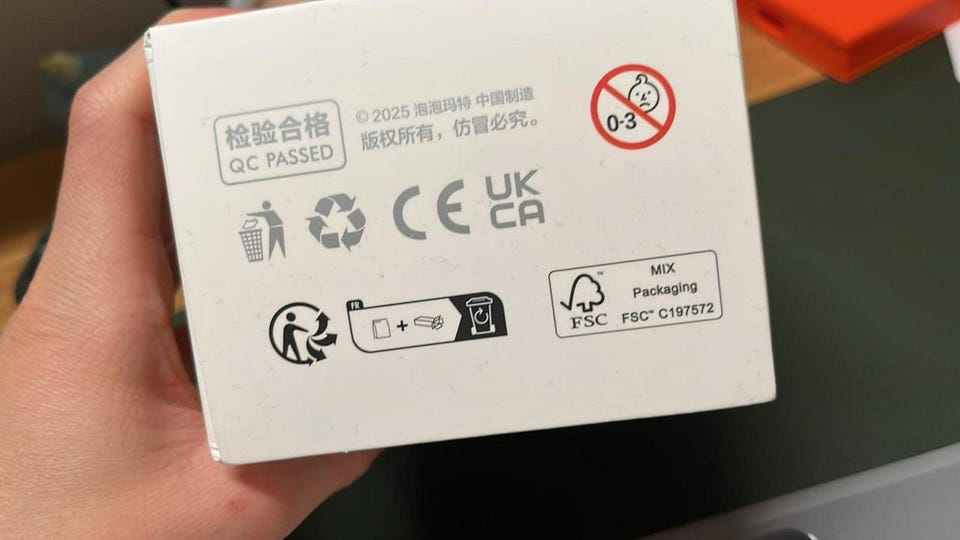 检验合格
QC PASSED
© 2025 泡泡玛特 中国制造
版权所有，仿冒必究。
0-3
CE
UK
CA
FR
+
FSC
MIX
Packaging
FSC™ C197572